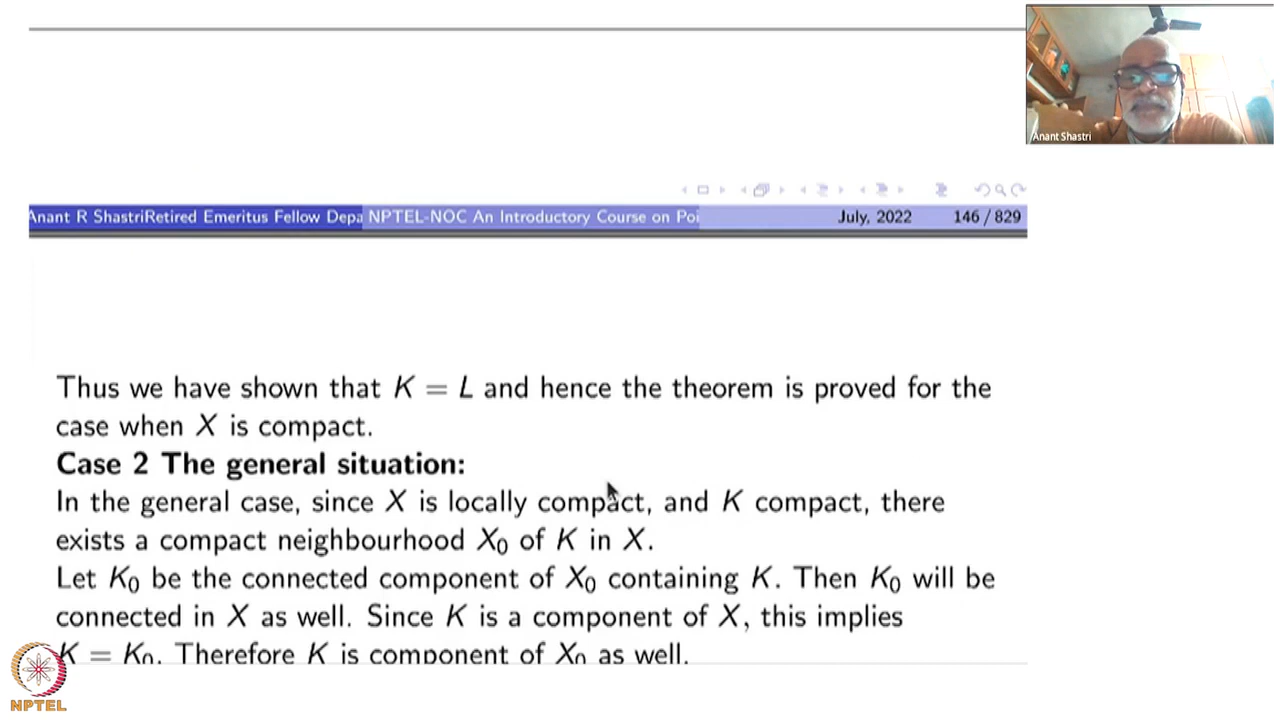 Anant Shastri
Anant R ShastriRetired Emeritus Fellow Depa NPTEL-NOC An Introductory Course on Poi July, 2022 146 / 829
Thus we have shown that K = L and hence the theorem is proved for the
case when X is compact.
Case 2 The general situation:
In the general case, since X is locally compact, and K compact, there
exists a compact neighbourhood X₀ of K in X.
Let K₀ be the connected component of X₀ containing K. Then K₀ will be
connected in X as well. Since K is a component of X, this implies
K = K₀. Therefore K is component of X₀ as well.
NPTEL